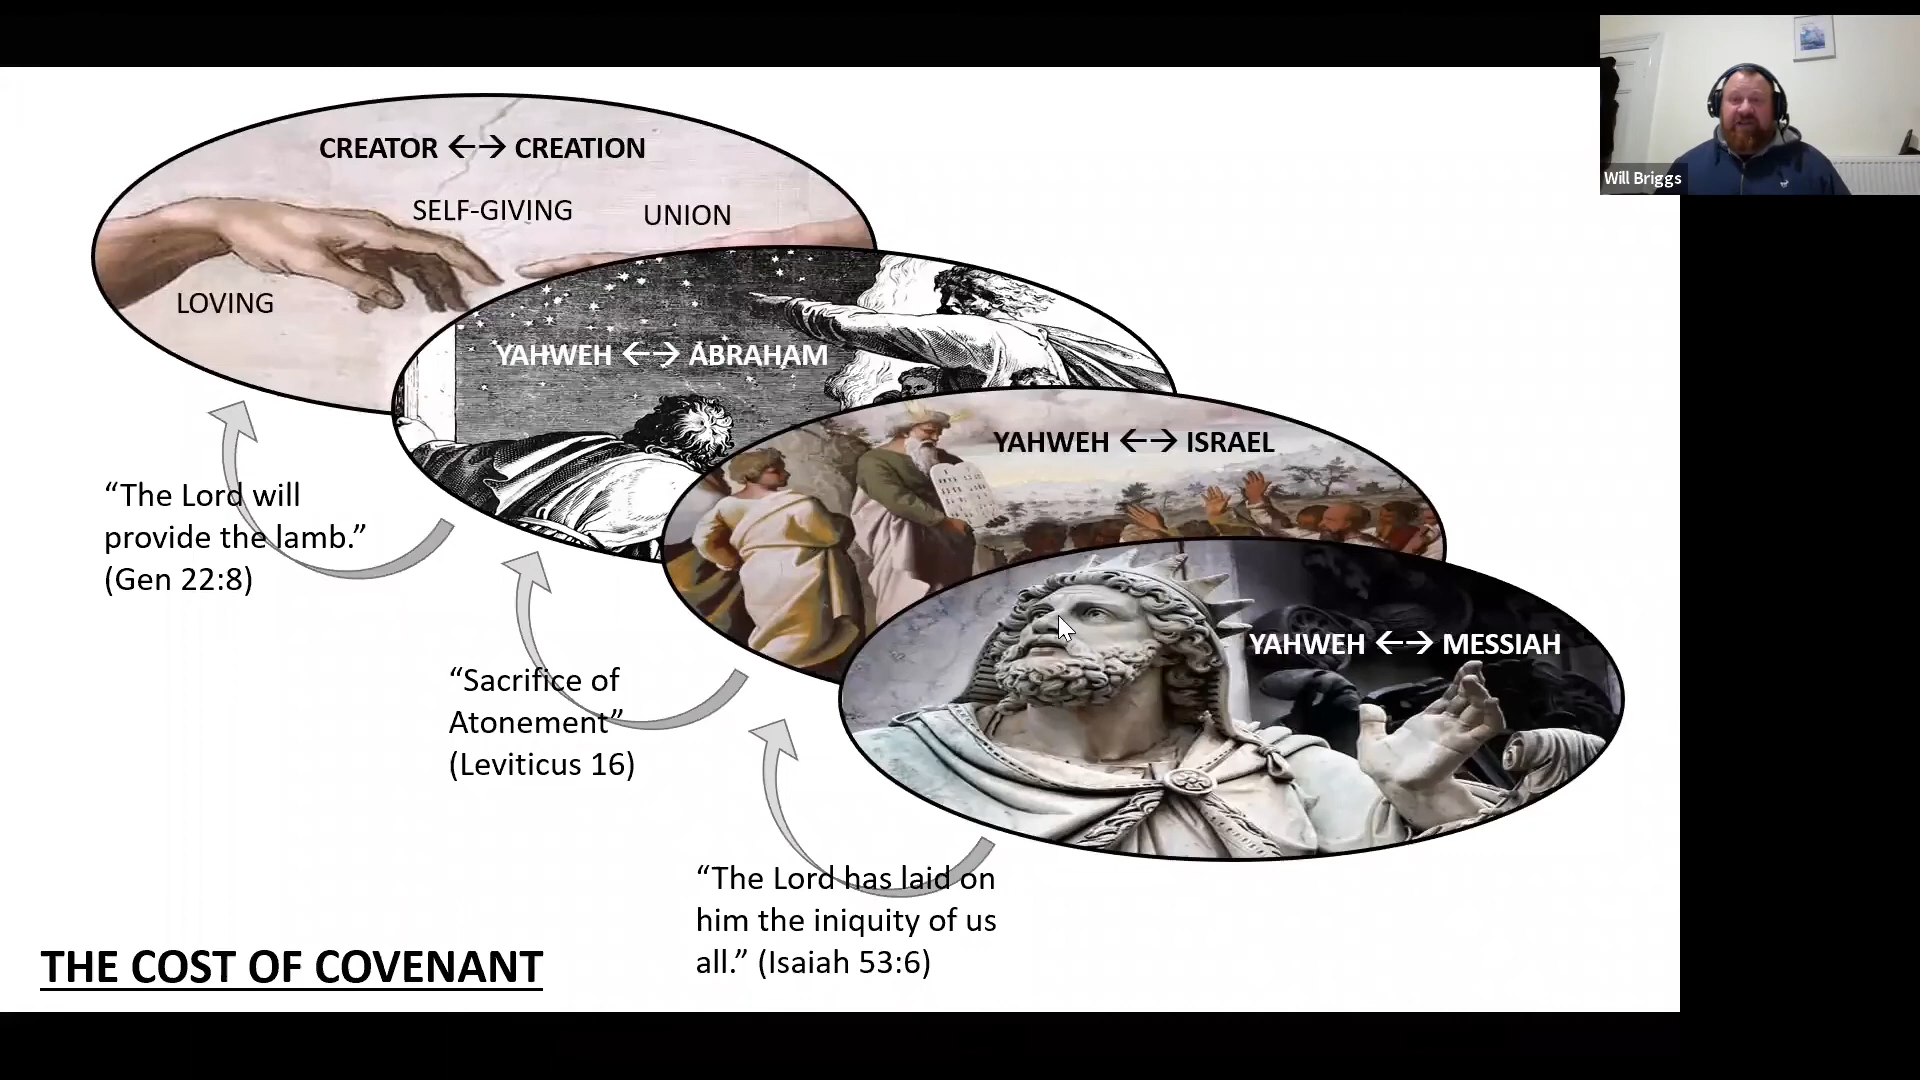 Will Briggs
CREATOR ←→ CREATION
SELF-GIVING
UNION
LOVING
YAHWEH ←→ ABRAHAM
YAHWEH ←→ ISRAEL
YAHWEH ←→ MESSIAH
“The Lord will
provide the lamb.”
(Gen 22:8)
“Sacrifice of
Atonement”
(Leviticus 16)
“The Lord has laid on
him the iniquity of us
all.” (Isaiah 53:6)
THE COST OF COVENANT